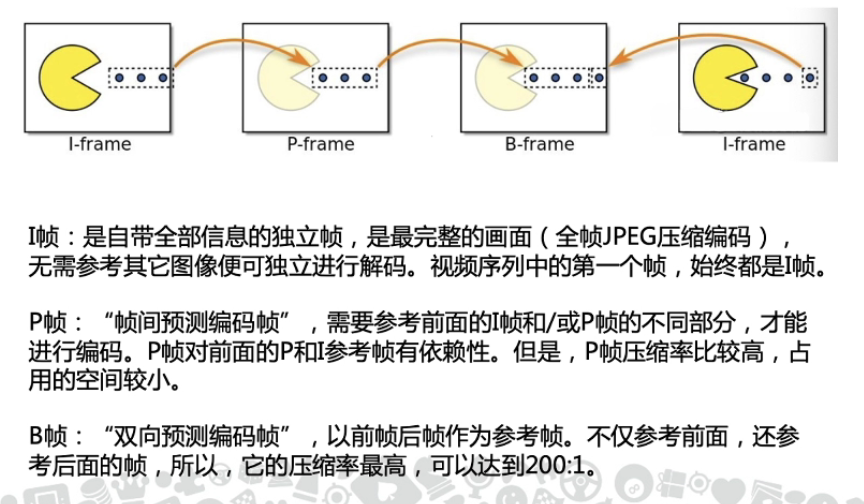 I-frame P-frame B-frame I-frame
I帧：是自带全部信息的独立帧，是最完整的画面（全帧JPEG压缩编码），
无需参考其它图像便可独立进行解码。视频序列中的第一个帧，始终都是I帧。
P帧：“帧间预测编码帧”，需要参考前面的I帧和/或P帧的不同部分，才能
进行编码。P帧对前面的P和I参考帧有依赖性。但是，P帧压缩率比较高，占
用的空间较小。
B帧：“双向预测编码帧”，以前帧后帧作为参考帧。不仅参考前面，还参
考后面的帧，所以，它的压缩率最高，可以达到200:1。